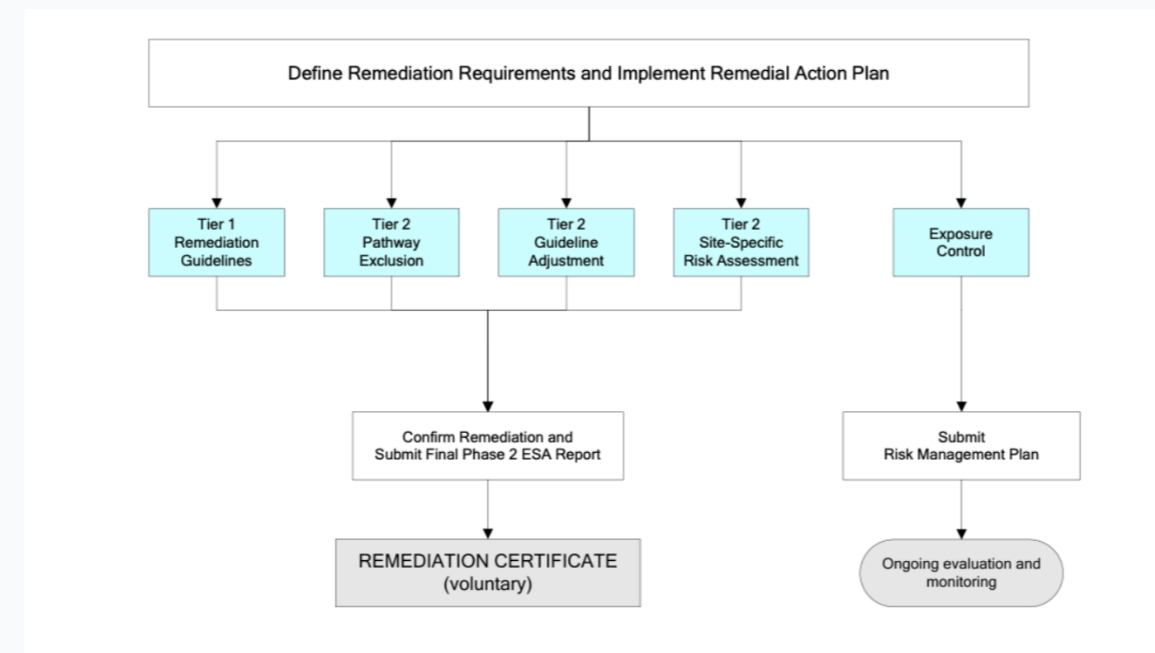 Define Remediation Requirements and Implement Remedial Action Plan
Tier 1
Remediation
Guidelines
Tier 2
Pathway
Exclusion
Tier 2
Guideline
Adjustment
Tier 2
Site-Specific
Risk Assessment
Exposure
Control
Confirm Remediation and
Submit Final Phase 2 ESA Report
Submit
Risk Management Plan
REMEDIATION CERTIFICATE
(voluntary)
Ongoing evaluation and
monitoring